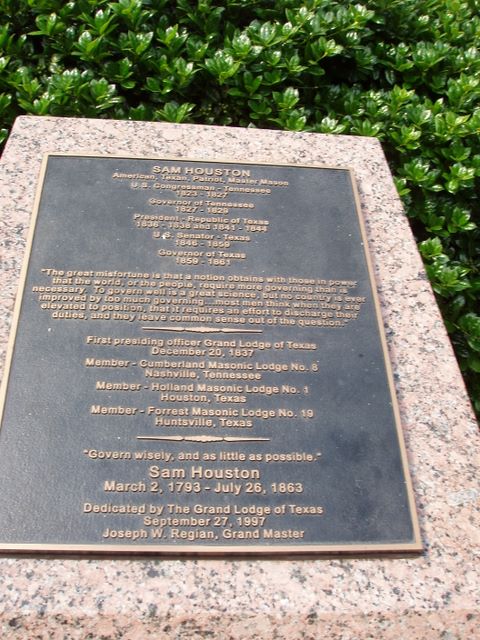 SAM HOUSTON
American, Texan, Patriot, Master Mason
U.S. Congressman - Tennessee
1823 - 1827
Governor of Tennessee
1827 - 1829
President - Republic of Texas
1836 - 1838 and 1841 - 1844
U.S. Senator - Texas
1846 - 1859
Governor of Texas
1859 - 1861
"The great misfortune is that a notion obtains with those in power
that the world, or the people, require more governing than is
necessary. To govern well is a great science, but no country is ever
improved by too much governing...most men think when they are
elevated to position, that it requires an effort to discharge their
duties, and they leave common sense out of the question."
First presiding officer Grand Lodge of Texas
December 20, 1837
Member - Cumberland Masonic Lodge No. 8
Nashville, Tennessee
Member - Holland Masonic Lodge No. 1
Houston, Texas
Member - Forrest Masonic Lodge No. 19
Huntsville, Texas
"Govern wisely, and as little as possible."
Sam Houston
March 2, 1793 - July 26, 1863
Dedicated by The Grand Lodge of Texas
September 27, 1997
Joseph W. Regian, Grand Master